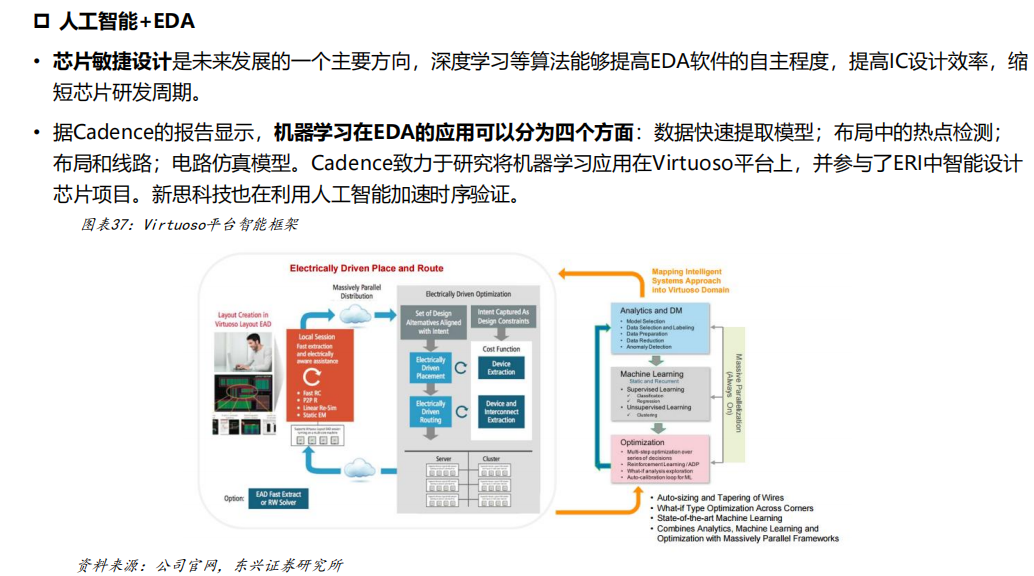 人工智能+EDA
• 芯片敏捷设计是未来发展的一个主要方向，深度学习等算法能够提高EDA软件的自主程度，提高IC设计效率，缩
短芯片研发周期。
• 据Cadence的报告显示，机器学习在EDA的应用可以分为四个方面：数据快速提取模型；布局中的热点检测；
布局和线路；电路仿真模型。Cadence致力于研究将机器学习应用在Virtuoso平台上，并参与了ERI中智能设计
芯片项目。新思科技也在利用人工智能加速时序验证。
图表37：Virtuoso平台智能框架
Electrically Driven Place and Route
Massively Parallel
Distribution
Layout Creation in
Virtuoso Layout EAD
Local Session
Fast extraction
and electrically
aware assistance
• Fast RC
• P2P R
• Linear Re-Sim
• Static EM
Option:
EAD Fast Extract
or RW Solver
Electrically Driven Optimization
Set of Design
Alternatives Aligned
with Intent
Intent Captured As
Design Constraints
Electrically
Driven
Placement
Electrically
Driven
Routing
Cost Function
Device
Extraction
Device and
Interconnect
Extraction
Server
Cluster
Mapping Intelligent
Systems Approach
into Virtuoso Domain
Analytics and DM
• Model Selection
• Data Selection and Labeling
• Data Preparation
• Data Reduction
• Anomaly Detection
Machine Learning
Static and Recurrent
• Supervised Learning
✓ Classification
✓ Regression
• Unsupervised Learning
✓ Clustering
Optimization
• Multi-step optimization over
series of decisions
• Reinforcement Learning / ADP
• What-if analysis exploration
• Auto-calibration loop for ML
Massive Parallelization
(Always On)
• Auto-sizing and Tapering of Wires
• What-if Type Optimization Across Corners
• State-of-the-art Machine Learning
• Combines Analytics, Machine Learning and
Optimization with Massively Parallel Frameworks
资料来源：公司官网，东兴证券研究所